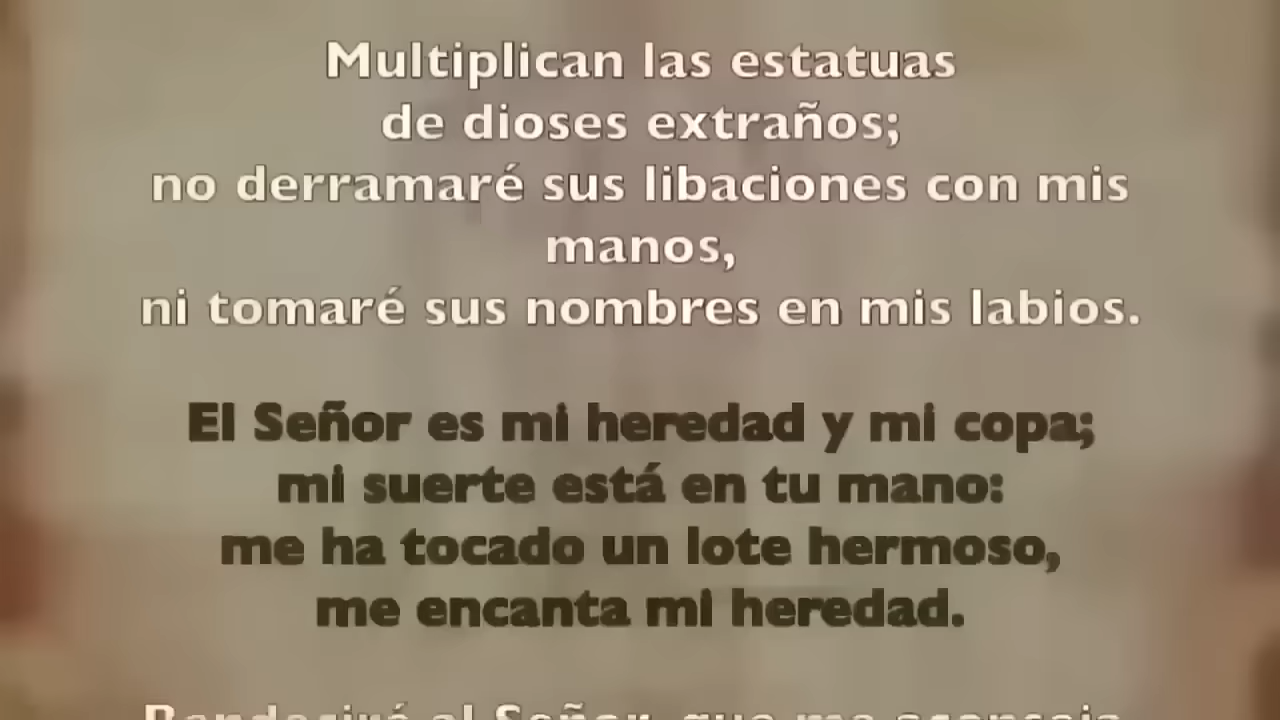 Multiplican las estatuas
de dioses extraños;
no derramaré sus libaciones con mis
manos,
ni tomaré sus nombres en mis labios.
El Señor es mi heredad y mi copa;
mi suerte está en tu mano:
me ha tocado un lote hermoso,
me encanta mi heredad.
Bendeciré al Señor, que me aconseja